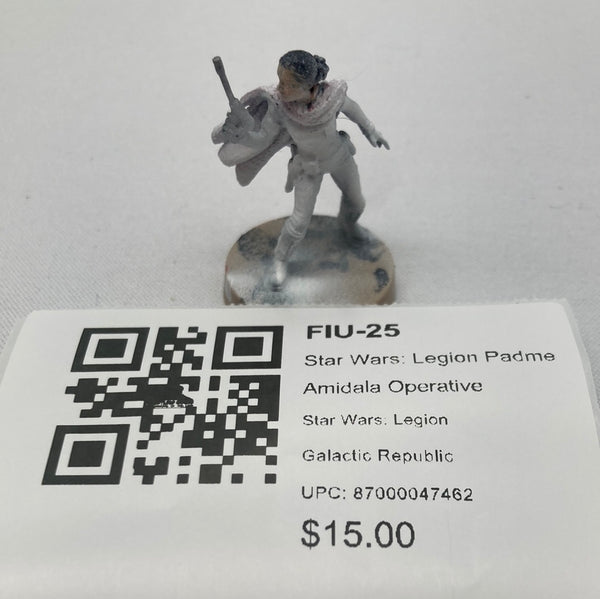 FIU-25
Star Wars: Legion Padme
Amidala Operative
Star Wars: Legion
Galactic Republic
UPC: 87000047462
$15.00